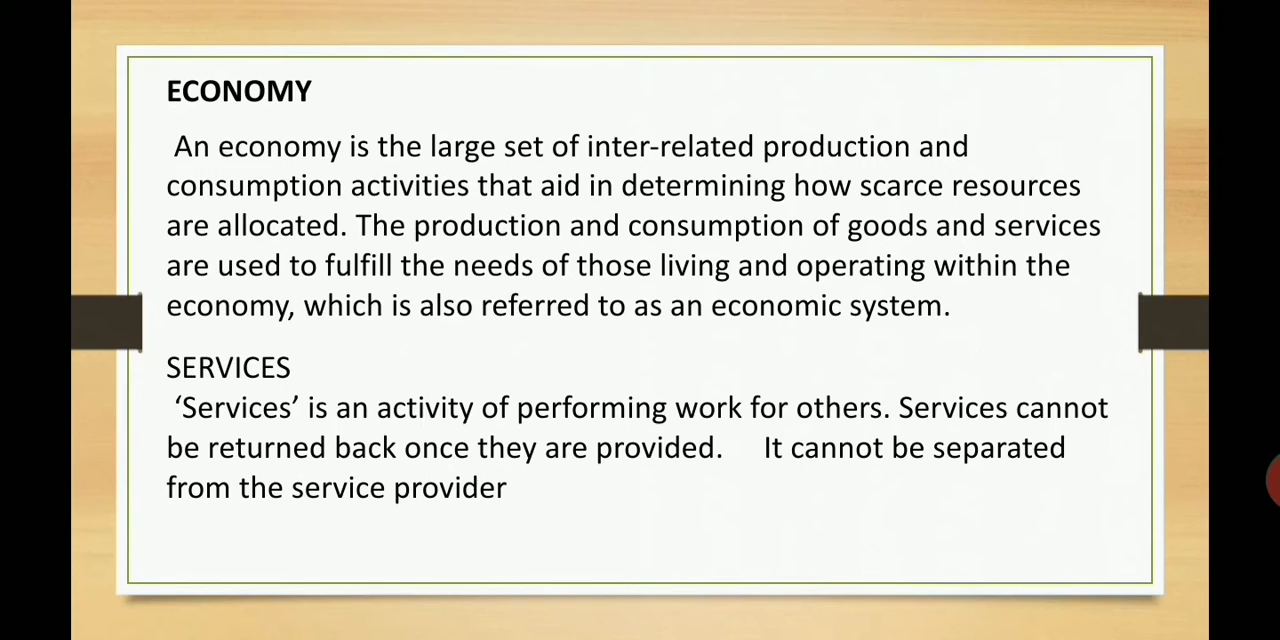 ECONOMY
An economy is the large set of inter-related production and
consumption activities that aid in determining how scarce resources
are allocated. The production and consumption of goods and services
are used to fulfill the needs of those living and operating within the
economy, which is also referred to as an economic system.
SERVICES
‘Services’ is an activity of performing work for others. Services cannot
be returned back once they are provided. It cannot be separated
from the service provider